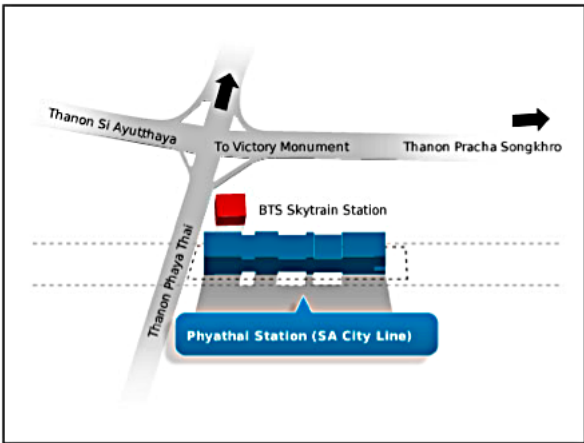 Thanon Si Ayutthaya
To Victory Monument
Thanon Pracha Songkhro
BTS Skytrain Station
Thanon Phaya Thai
Phyathai Station (SA City Line)